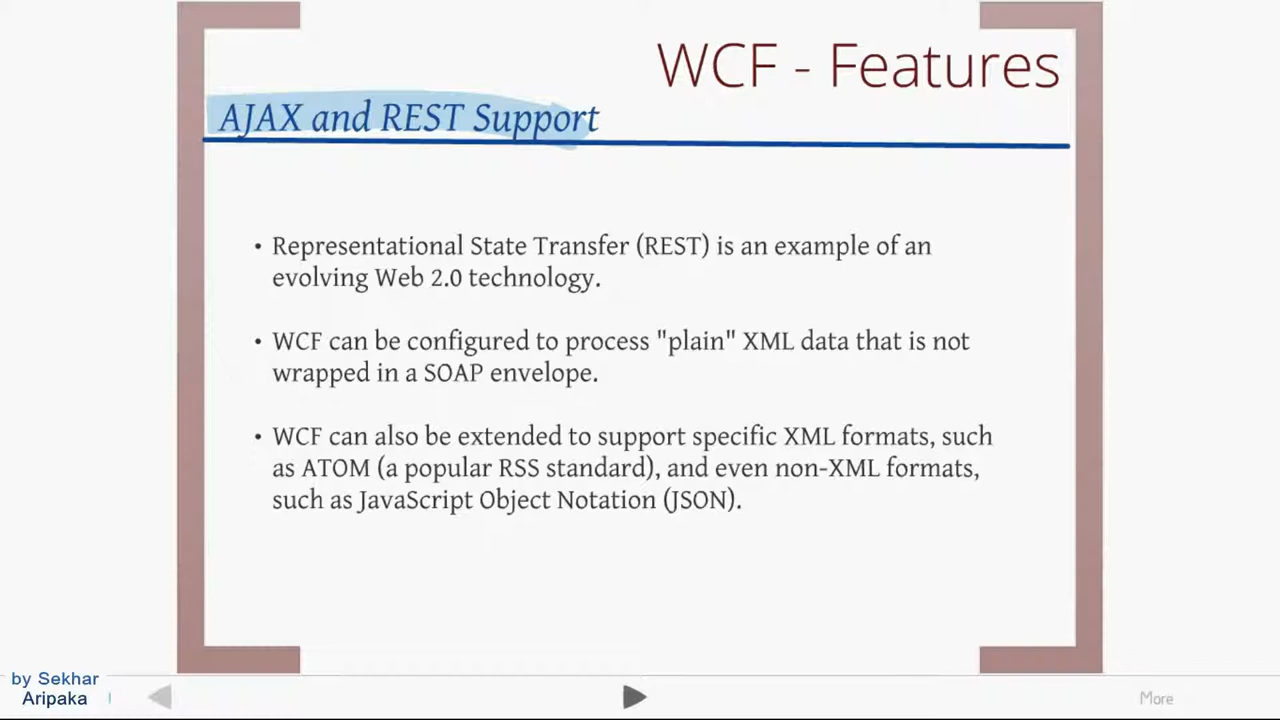 WCF - Features
AJAX and REST Support
• Representational State Transfer (REST) is an example of an
evolving Web 2.0 technology.
• WCF can be configured to process "plain" XML data that is not
wrapped in a SOAP envelope.
• WCF can also be extended to support specific XML formats, such
as ATOM (a popular RSS standard), and even non-XML formats,
such as JavaScript Object Notation (JSON).
by Sekhar
Aripaka
More